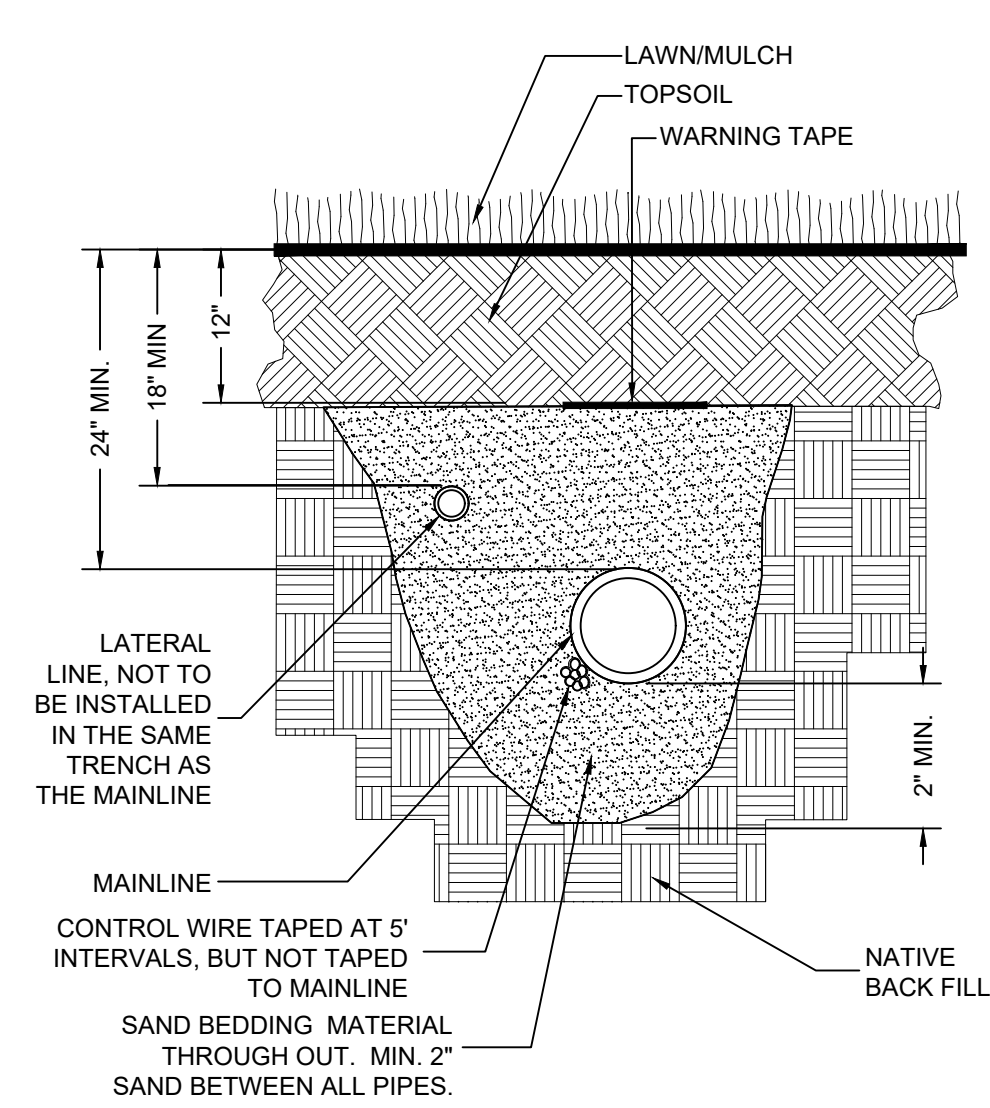 LAWN/MULCH
TOPSOIL
WARNING TAPE
12"
18" MIN
24" MIN.
LATERAL
LINE, NOT TO
BE INSTALLED
IN THE SAME
TRENCH AS
THE MAINLINE
2" MIN.
MAINLINE
CONTROL WIRE TAPED AT 5'
INTERVALS, BUT NOT TAPED
TO MAINLINE
NATIVE
BACK FILL
SAND BEDDING MATERIAL
THROUGH OUT. MIN. 2"
SAND BETWEEN ALL PIPES.